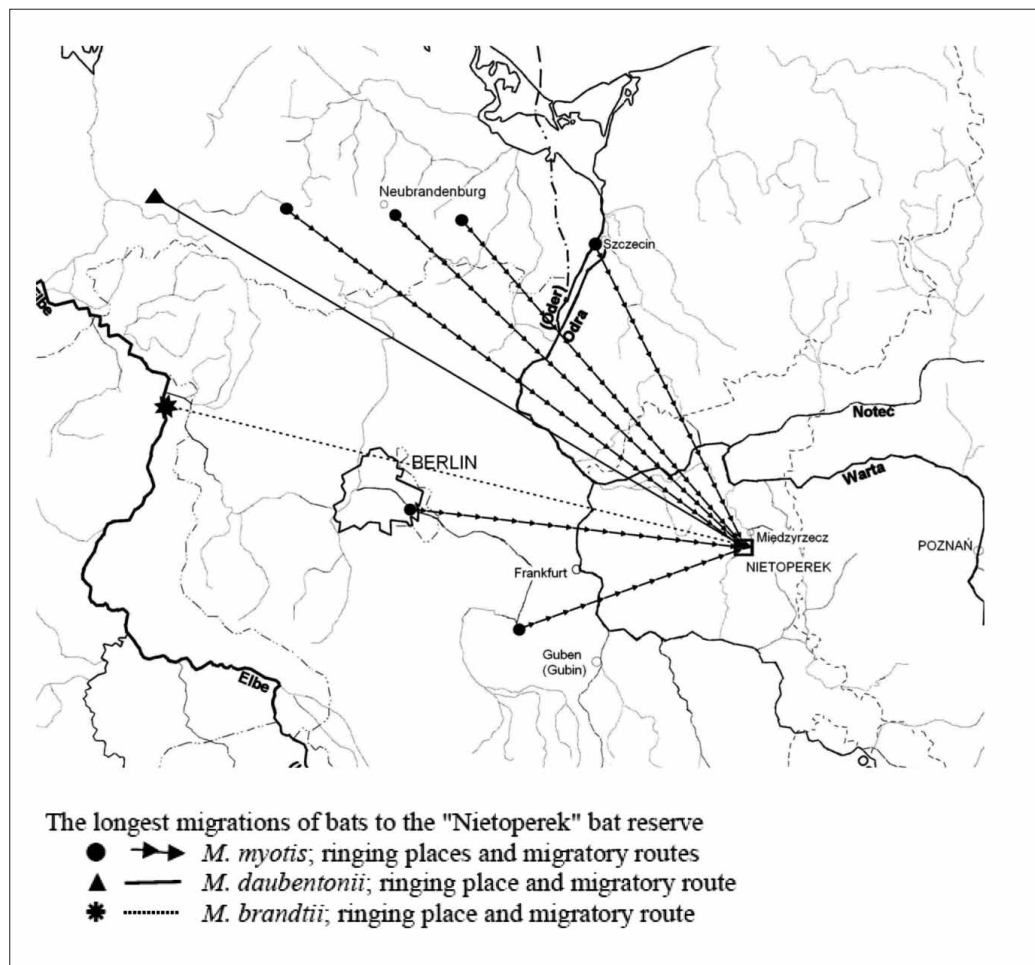 Neubrandenburg
Szczecin
(Oder)
Odra
Elbe
Noteć
BERLIN
Warta
Międzyrzecz
POZNAŃ
Frankfurt
NIETOPEREK
Guben
(Gubin)
Elbe
The longest migrations of bats to the "Nietoperek" bat reserve
M. myotis; ringing places and migratory routes
M. daubentonii; ringing place and migratory route
M. brandtii; ringing place and migratory route